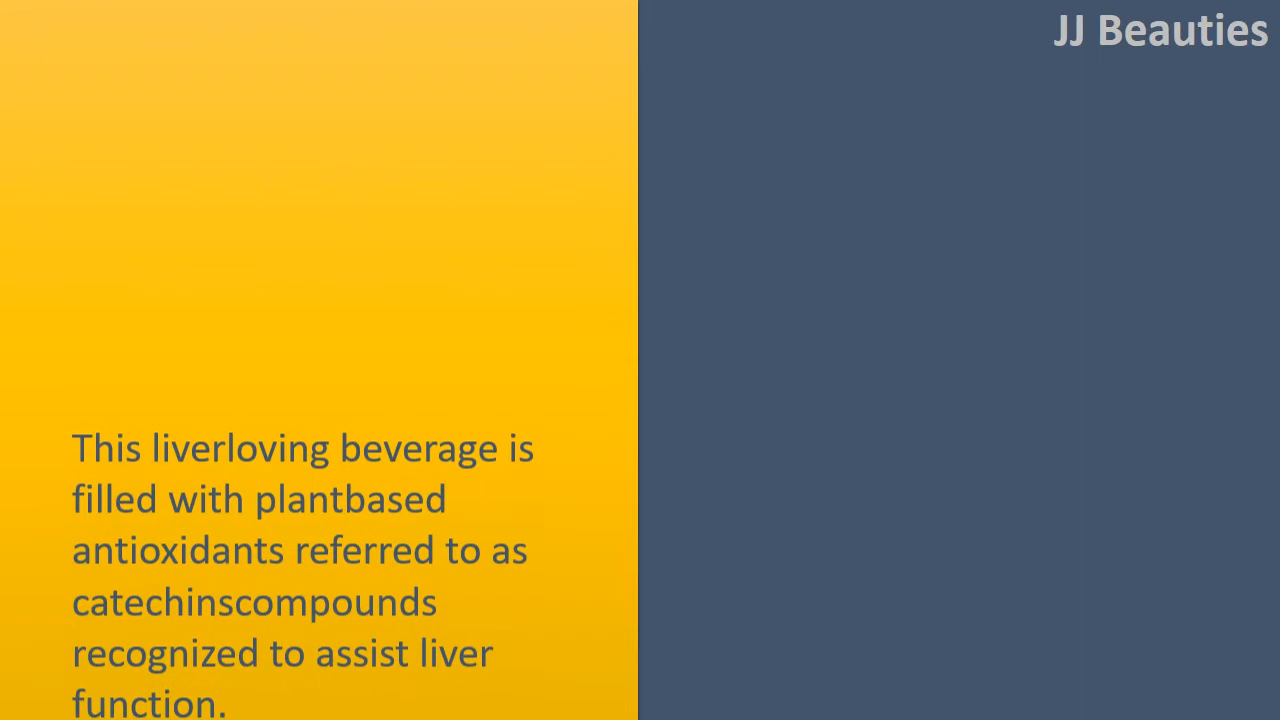 JJ Beauties
This liverloving beverage is
filled with plantbased
antioxidants referred to as
catechinscompounds
recognized to assist liver
function.